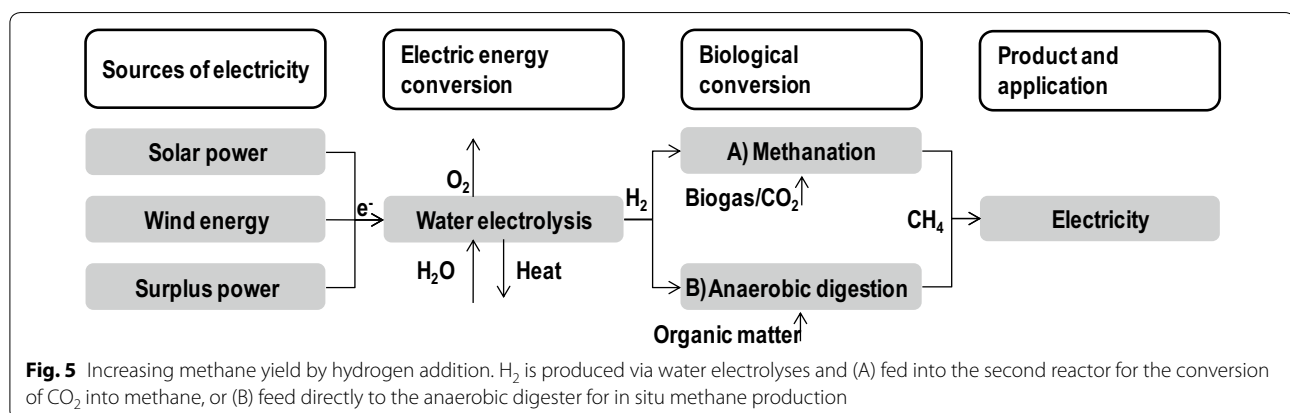 Sources of electricity
Electric energy
conversion
Biological
conversion
Product and
application
Solar power
Wind energy
Surplus power
e-
O₂
Water electrolysis
H₂O
Heat
H₂
A) Methanation
Biogas/CO₂
B) Anaerobic digestion
Organic matter
CH₄
Electricity
Fig. 5 Increasing methane yield by hydrogen addition. H₂ is produced via water electrolyses and (A) fed into the second reactor for the conversion
of CO₂ into methane, or (B) feed directly to the anaerobic digester for in situ methane production